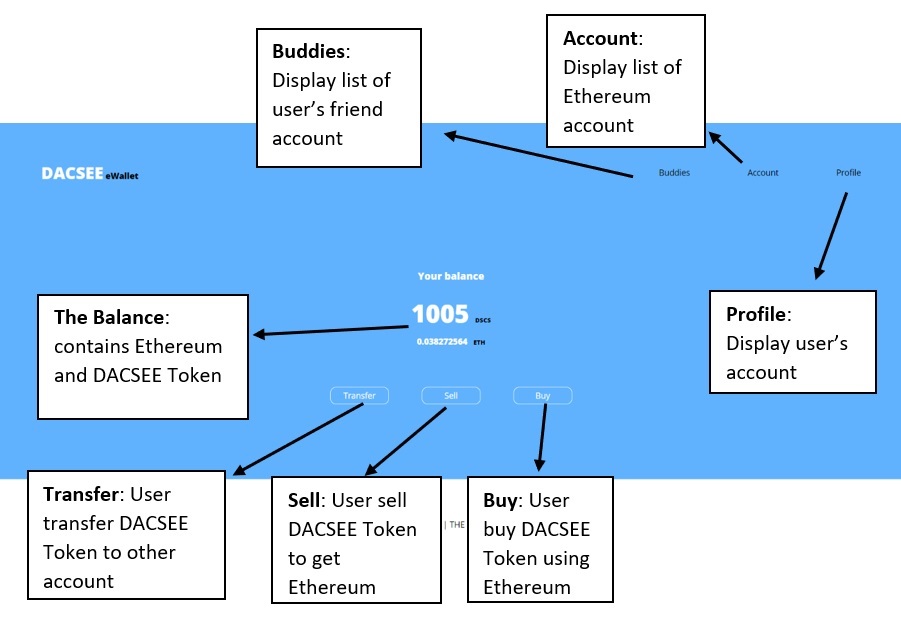 Buddies:
Display list of
user’s friend
account
Account:
Display list of
Ethereum
account
DACSEE eWallet
Buddies
Account
Profile
Your balance
1005 DSCS
0.038272564 ETH
The Balance:
contains Ethereum
and DACSEE Token
Profile:
Display user’s
account
Transfer
Sell
Buy
Transfer: User
transfer DACSEE
Token to other
account
Sell: User sell
DACSEE Token
to get
Ethereum
| THE
Buy: User
buy DACSEE
Token using
Ethereum